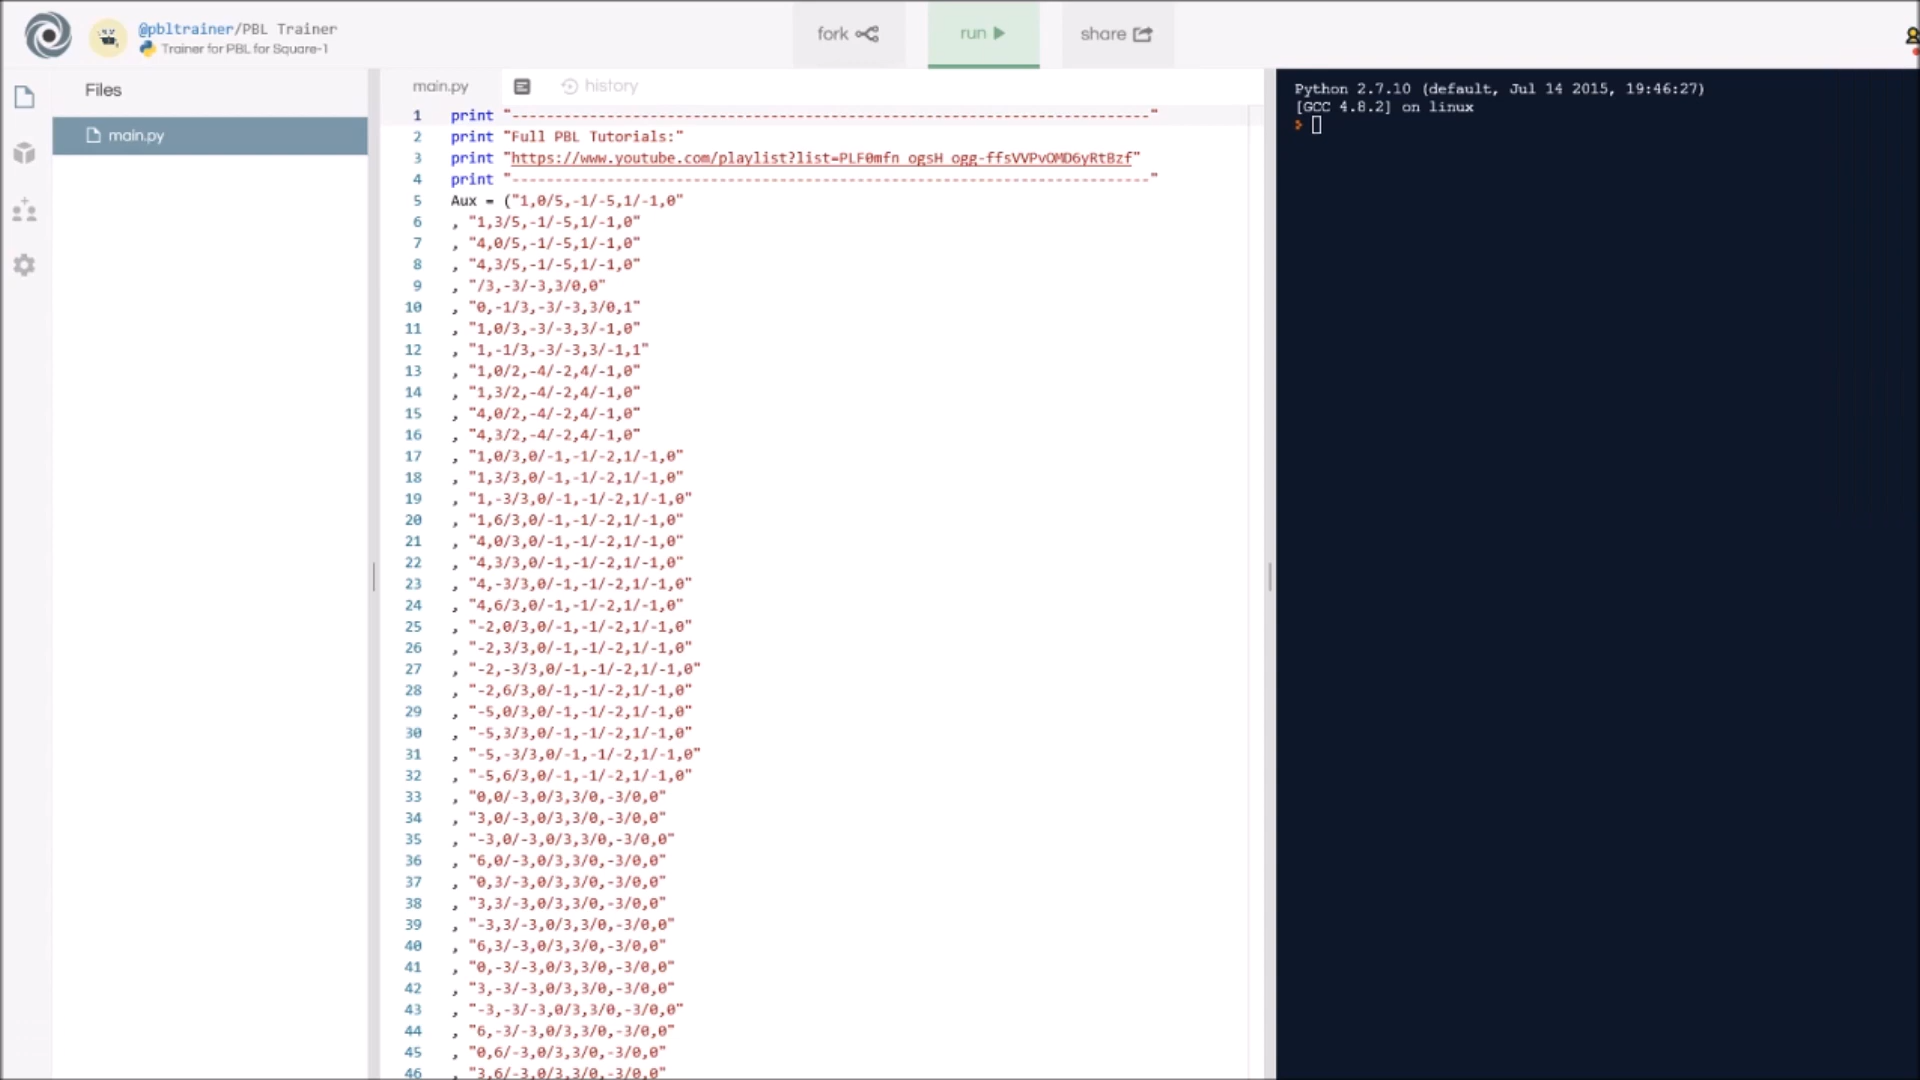 @pbltrainer/PBL Trainer
Trainer for PBL for Square-1
fork
run
share
Files
main.py
main.py
history
1 print "--------------------------------------------------------------------------"
2 print "Full PBL Tutorials:"
3 print "https://www.youtube.com/playlist?list=PLF0mfn_ogsH_ogg-ffsVVPvOMD6yRtBzf"
4 print "--------------------------------------------------------------------------"
5 Aux = ("1,0/5,-1/-5,1/-1,0"
6 , "1,3/5,-1/-5,1/-1,0"
7 , "4,0/5,-1/-5,1/-1,0"
8 , "4,3/5,-1/-5,1/-1,0"
9 , "/3,-3/-3,3/0,0"
10 , "0,-1/3,-3/-3,3/0,1"
11 , "1,0/3,-3/-3,3/-1,0"
12 , "1,-1/3,-3/-3,3/-1,1"
13 , "1,0/2,-4/-2,4/-1,0"
14 , "1,3/2,-4/-2,4/-1,0"
15 , "4,0/2,-4/-2,4/-1,0"
16 , "4,3/2,-4/-2,4/-1,0"
17 , "1,0/3,0/-1,-1/-2,1/-1,0"
18 , "1,3/3,0/-1,-1/-2,1/-1,0"
19 , "1,-3/3,0/-1,-1/-2,1/-1,0"
20 , "1,6/3,0/-1,-1/-2,1/-1,0"
21 , "4,0/3,0/-1,-1/-2,1/-1,0"
22 , "4,3/3,0/-1,-1/-2,1/-1,0"
23 , "4,-3/3,0/-1,-1/-2,1/-1,0"
24 , "4,6/3,0/-1,-1/-2,1/-1,0"
25 , "-2,0/3,0/-1,-1/-2,1/-1,0"
26 , "-2,3/3,0/-1,-1/-2,1/-1,0"
27 , "-2,-3/3,0/-1,-1/-2,1/-1,0"
28 , "-2,6/3,0/-1,-1/-2,1/-1,0"
29 , "-5,0/3,0/-1,-1/-2,1/-1,0"
30 , "-5,3/3,0/-1,-1/-2,1/-1,0"
31 , "-5,-3/3,0/-1,-1/-2,1/-1,0"
32 , "-5,6/3,0/-1,-1/-2,1/-1,0"
33 , "0,0/-3,0/3,3/0,-3/0,0"
34 , "3,0/-3,0/3,3/0,-3/0,0"
35 , "-3,0/-3,0/3,3/0,-3/0,0"
36 , "6,0/-3,0/3,3/0,-3/0,0"
37 , "0,3/-3,0/3,3/0,-3/0,0"
38 , "3,3/-3,0/3,3/0,-3/0,0"
39 , "-3,3/-3,0/3,3/0,-3/0,0"
40 , "6,3/-3,0/3,3/0,-3/0,0"
41 , "0,-3/-3,0/3,3/0,-3/0,0"
42 , "3,-3/-3,0/3,3/0,-3/0,0"
43 , "-3,-3/-3,0/3,3/0,-3/0,0"
44 , "6,-3/-3,0/3,3/0,-3/0,0"
45 , "0,6/-3,0/3,3/0,-3/0,0"
46 , "3,6/-3,0/3,3/0,-3/0,0"
Python 2.7.10 (default, Jul 14 2015, 19:46:27)
[GCC 4.8.2] on linux